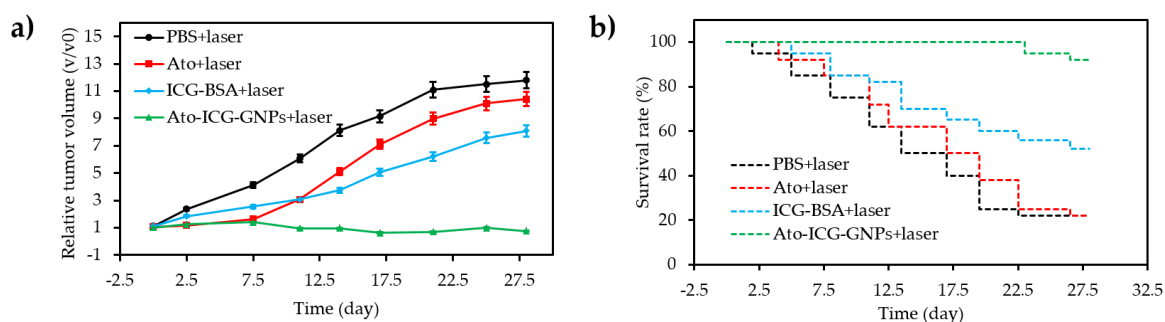 a)
Relative tumor volume (v/v0)
15
13
11
9
7
5
3
1
-1
PBS+laser
Ato+laser
ICG-BSA+laser
Ato-ICG-GNPs+laser
-2.5 2.5 7.5 12.5 17.5 22.5 27.5
Time (day)
b)
Survival rate (%)
100
80
60
40
20
0
PBS+laser
Ato+laser
ICG-BSA+laser
Ato-ICG-GNPs+laser
-2.5 2.5 7.5 12.5 17.5 22.5 27.5 32.5
Time (day)